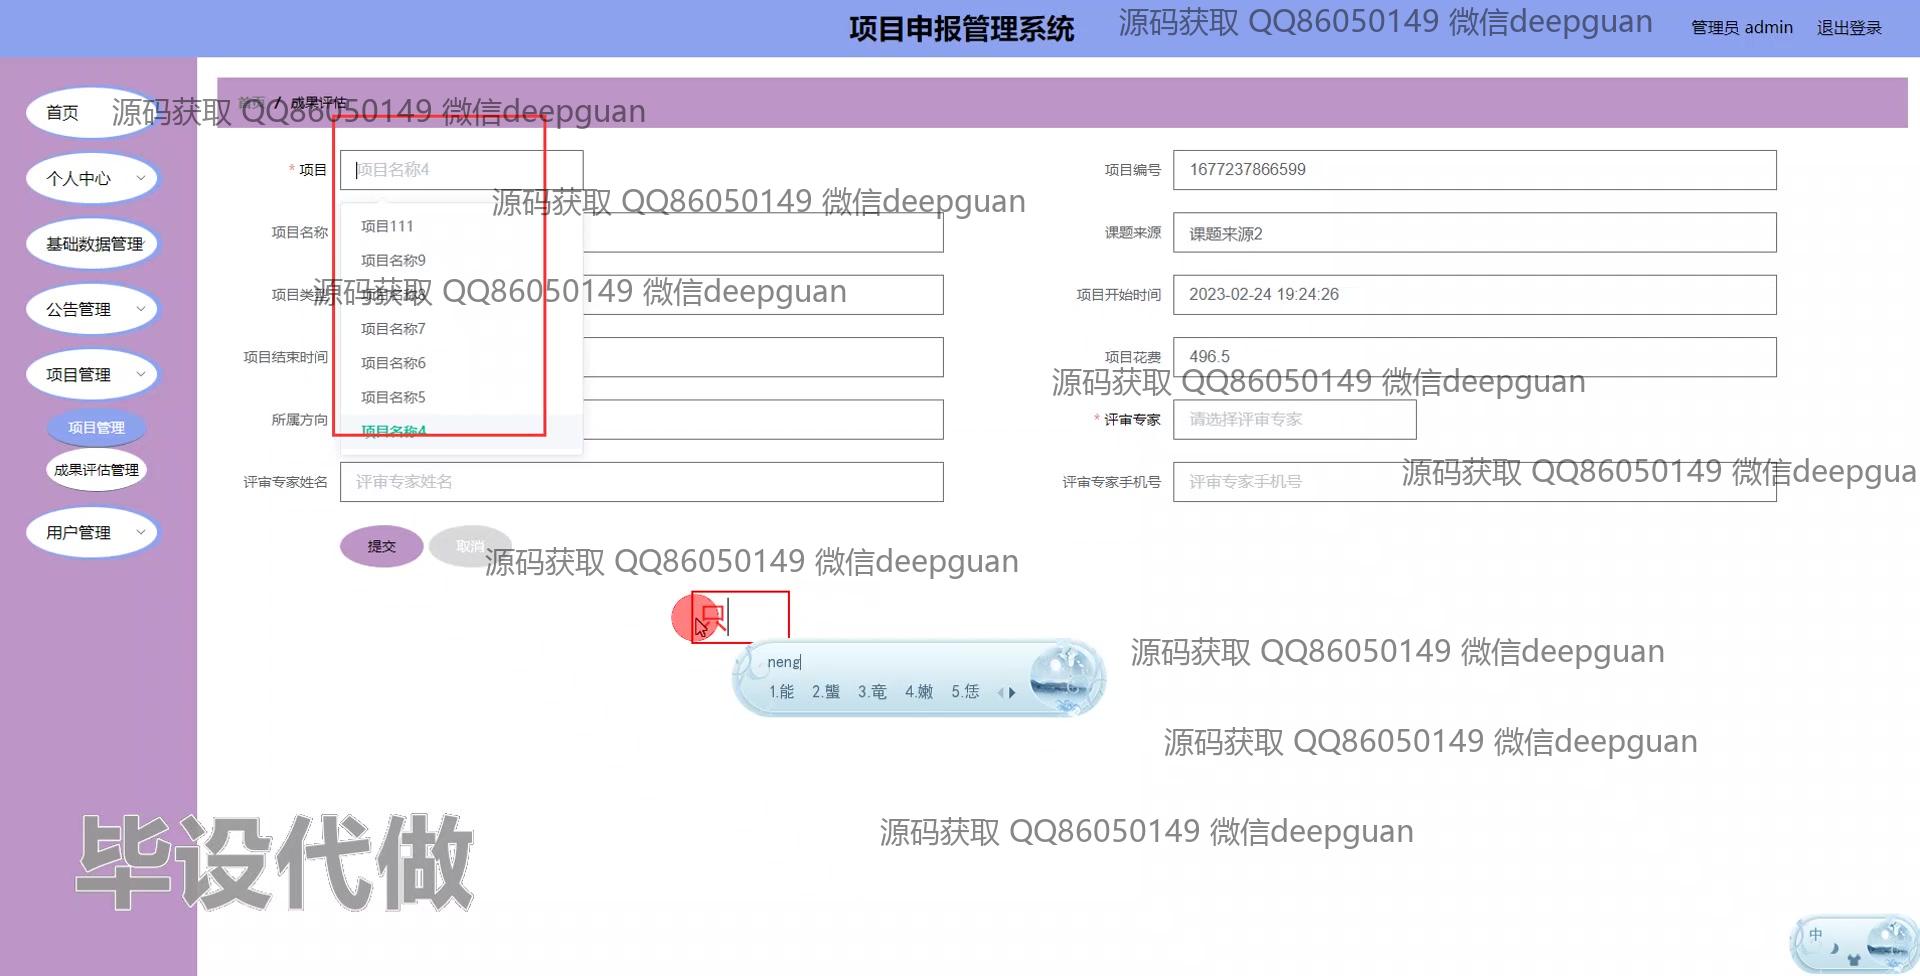 项目申报管理系统
源码获取 QQ86050149 微信deepguan
管理员 admin
退出登录
首页
源码获取 QQ86050149 微信deepguan
首页 / 成果评估
个人中心
基础数据管理
公告管理
项目管理
项目管理
成果评估管理
用户管理
* 项目
项目名称4
项目编号
1677237866599
源码获取 QQ86050149 微信deepguan
项目111
项目名称
课题来源
课题来源2
项目名称9
项目类型
项目名称8
源码获取 QQ86050149 微信deepguan
项目开始时间
2023-02-24 19:24:26
项目名称7
项目结束时间
项目名称6
项目花费
496.5
源码获取 QQ86050149 微信deepguan
项目名称5
所属方向
项目名称4
* 评审专家
请选择评审专家
评审专家姓名
评审专家姓名
评审专家手机号
评审专家手机号
源码获取 QQ86050149 微信deepgua
提交
取消
源码获取 QQ86050149 微信deepguan
只
neng
1.能 2.螚 3.竜 4.嫩 5.恁
源码获取 QQ86050149 微信deepguan
源码获取 QQ86050149 微信deepguan
源码获取 QQ86050149 微信deepguan
毕设代做
中